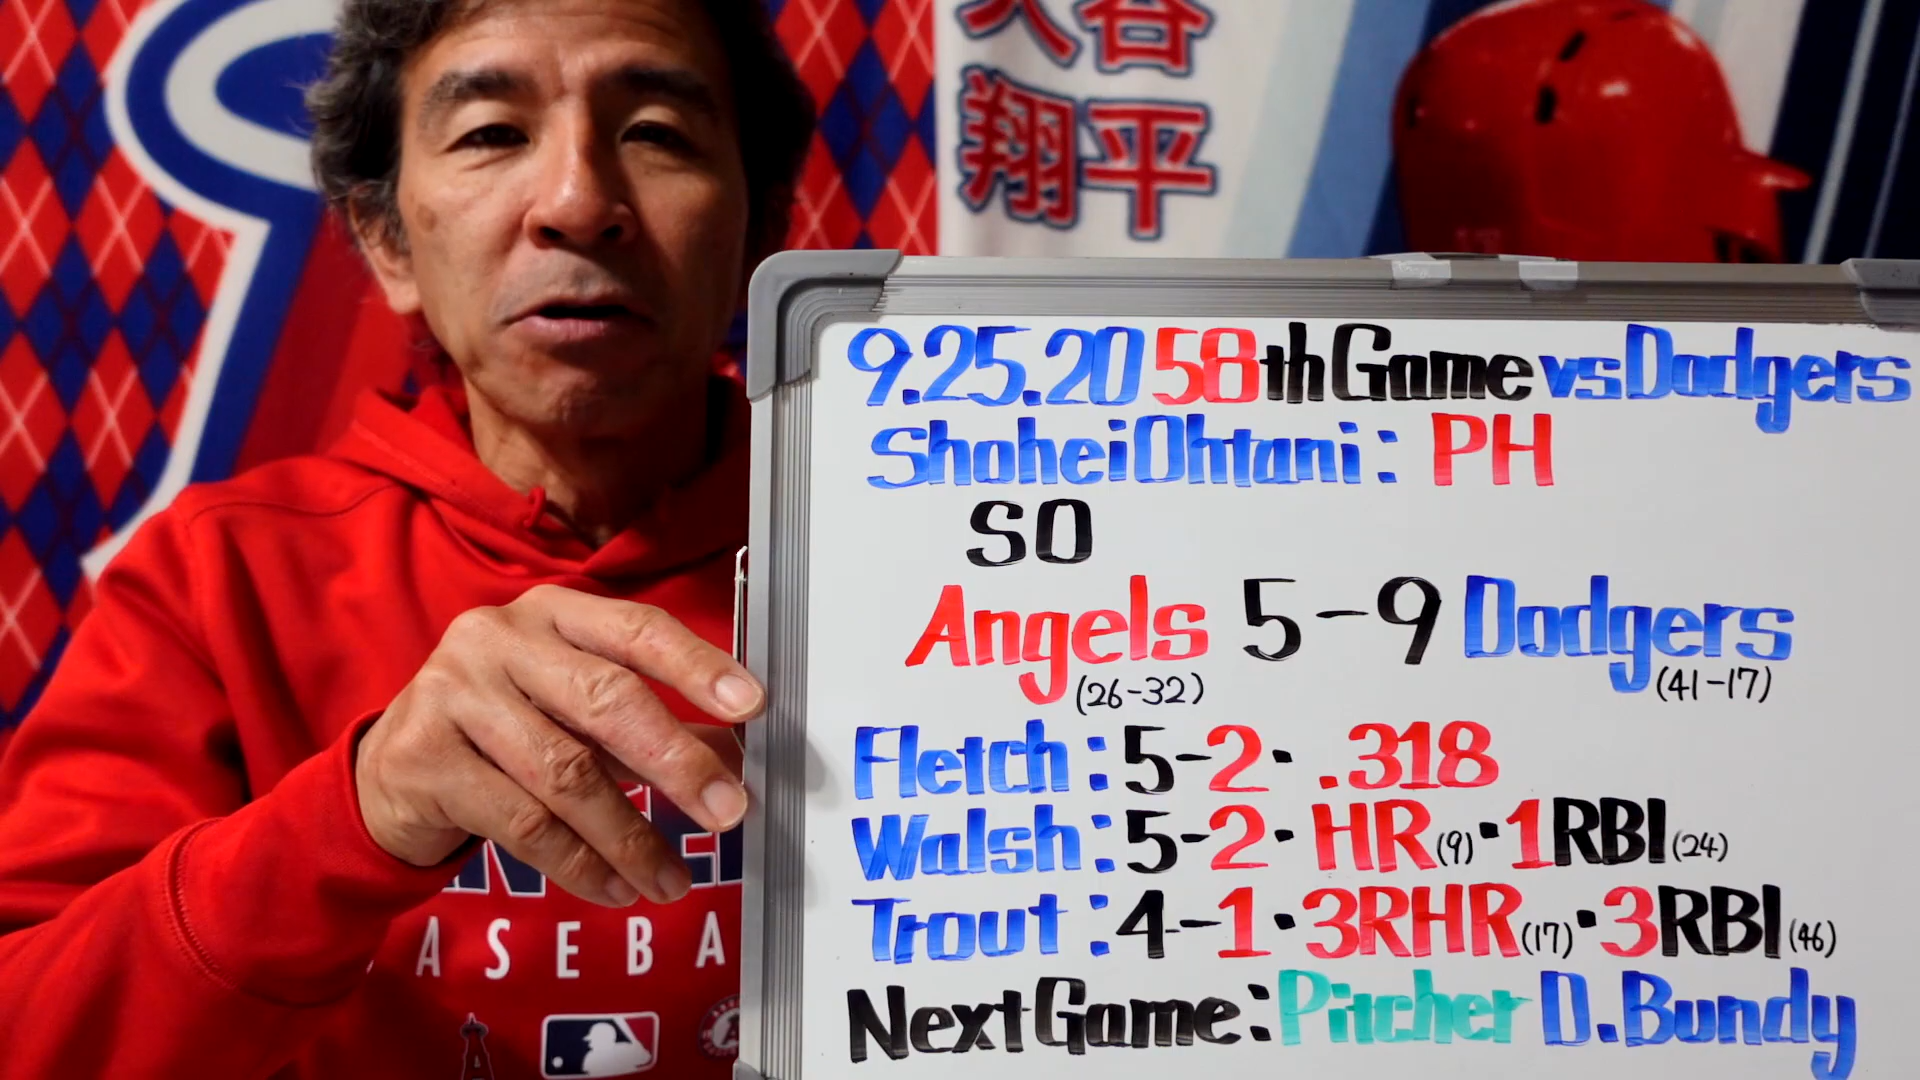 大谷
翔平
9.25.20 58th Game vs Dodgers
Shohei Ohtani: PH
SO
Angels 5-9 Dodgers
(26-32) (41-17)
Fletch: 5-2・.318
Walsh: 5-2・HR(9)・1RBI(24)
Trout: 4-1・3RHR(17)・3RBI(46)
Next Game: Pitcher D.Bundy
ASEBA